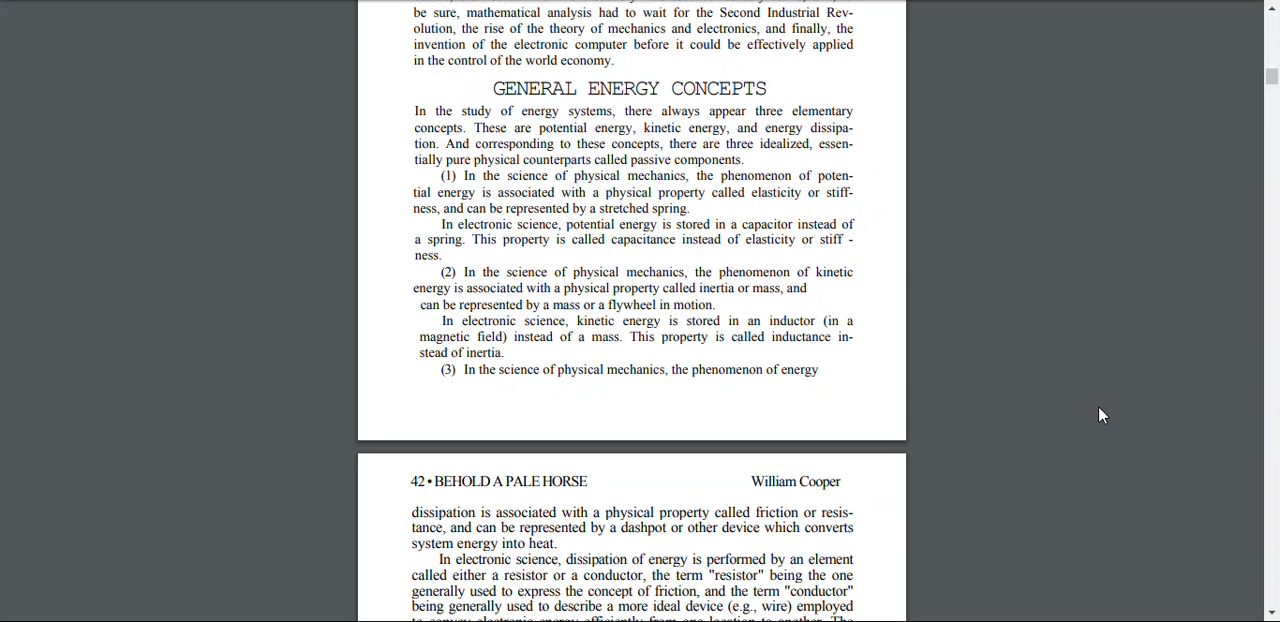 be sure, mathematical analysis had to wait for the Second Industrial Rev-
olution, the rise of the theory of mechanics and electronics, and finally, the
invention of the electronic computer before it could be effectively applied
in the control of the world economy.
GENERAL ENERGY CONCEPTS
In the study of energy systems, there always appear three elementary
concepts. These are potential energy, kinetic energy, and energy dissipa-
tion. And corresponding to these concepts, there are three idealized, essen-
tially pure physical counterparts called passive components.
(1) In the science of physical mechanics, the phenomenon of poten-
tial energy is associated with a physical property called elasticity or stiff-
ness, and can be represented by a stretched spring.
In electronic science, potential energy is stored in a capacitor instead of
a spring. This property is called capacitance instead of elasticity or stiff -
ness.
(2) In the science of physical mechanics, the phenomenon of kinetic
energy is associated with a physical property called inertia or mass, and
can be represented by a mass or a flywheel in motion.
In electronic science, kinetic energy is stored in an inductor (in a
magnetic field) instead of a mass. This property is called inductance in-
stead of inertia.
(3) In the science of physical mechanics, the phenomenon of energy
42 • BEHOLD A PALE HORSE William Cooper
dissipation is associated with a physical property called friction or resis-
tance, and can be represented by a dashpot or other device which converts
system energy into heat.
In electronic science, dissipation of energy is performed by an element
called either a resistor or a conductor, the term "resistor" being the one
generally used to express the concept of friction, and the term "conductor"
being generally used to describe a more ideal device (e.g., wire) employed
to convey electronic energy efficiently from one location to another. The